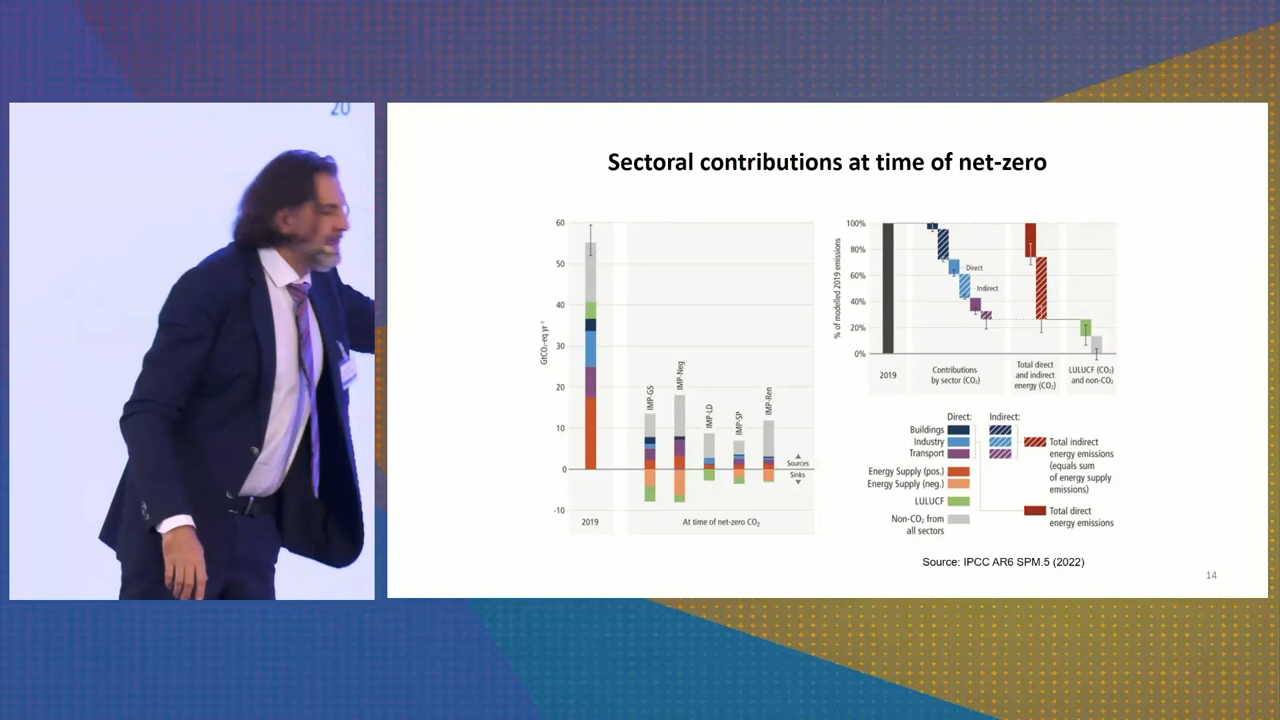 20
Sectoral contributions at time of net-zero
GtCO₂-eq yr⁻¹
60
50
40
30
20
10
0
-10
IMP-GS
IMP-Neg
IMP-LD
IMP-SP
IMP-Ren
Sources
Sinks
2019
At time of net-zero CO₂
% of modelled 2019 emissions
100%
80%
60%
40%
20%
0%
Direct
Indirect
2019
Contributions
by sector (CO₂)
Total direct
and indirect
energy (CO₂)
LULUCF (CO₂)
and non-CO₂
Direct:
Indirect:
Buildings
Industry
Transport
Energy Supply (pos.)
Energy Supply (neg.)
LULUCF
Non-CO₂ from
all sectors
Total indirect
energy emissions
(equals sum
of energy supply
emissions)
Total direct
energy emissions
Source: IPCC AR6 SPM.5 (2022)
14